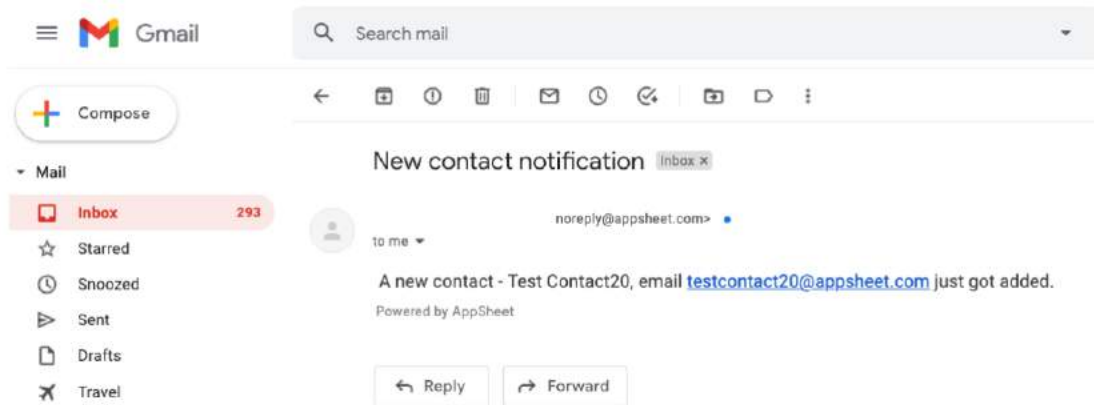 Gmail
Search mail
Compose
Mail
Inbox 293
Starred
Snoozed
Sent
Drafts
Travel
New contact notification Inbox x
noreply@appsheet.com>
to me
A new contact - Test Contact20, email testcontact20@appsheet.com just got added.
Powered by AppSheet
Reply Forward